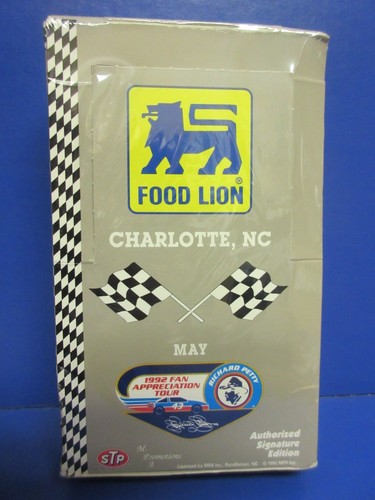 FOOD LION®
CHARLOTTE, NC
MAY
1992 FAN
APPRECIATION
TOUR
RICHARD PETTY
43
STP
Authorized
Signature
Edition